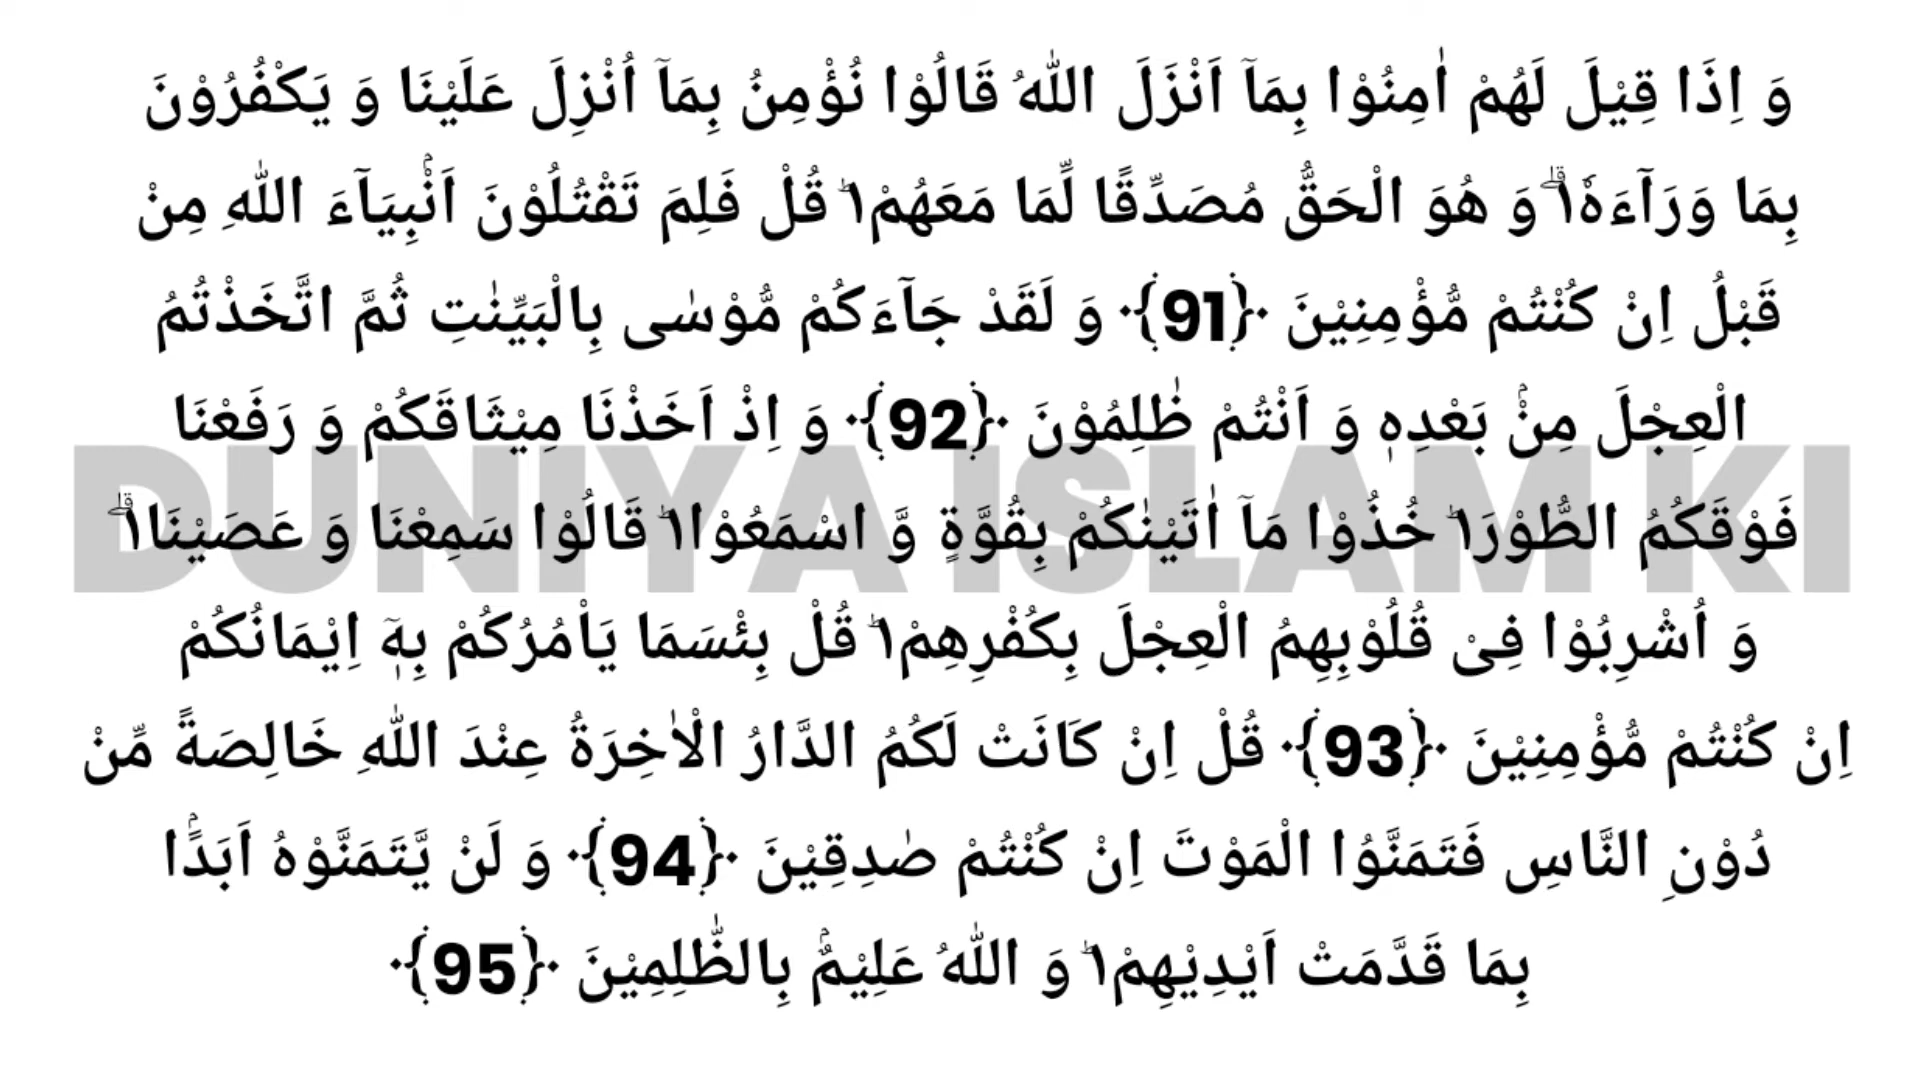 وَ اِذَا قِيْلَ لَهُمْ اٰمِنُوْا بِمَاۤ اَنْزَلَ اللّٰهُ قَالُوْا نُؤْمِنُ بِمَاۤ اُنْزِلَ عَلَيْنَا وَ يَكْفُرُوْنَ
بِمَا وَرَآءَهٗۗ وَ هُوَ الْحَقُّ مُصَدِّقًا لِّمَا مَعَهُمْؕ قُلْ فَلِمَ تَقْتُلُوْنَ اَنْۢبِيَآءَ اللّٰهِ مِنْ
قَبْلُ اِنْ كُنْتُمْ مُّؤْمِنِيْنَ ﴿91﴾ وَ لَقَدْ جَآءَكُمْ مُّوْسٰى بِالْبَيِّنٰتِ ثُمَّ اتَّخَذْتُمُ
الْعِجْلَ مِنْۢ بَعْدِهٖ وَ اَنْتُمْ ظٰلِمُوْنَ ﴿92﴾ وَ اِذْ اَخَذْنَا مِيْثَاقَكُمْ وَ رَفَعْنَا
فَوْقَكُمُ الطُّوْرَؕ خُذُوْا مَاۤ اٰتَيْنٰكُمْ بِقُوَّةٍ وَّ اسْمَعُوْاؕ قَالُوْا سَمِعْنَا وَ عَصَيْنَاۗ
وَ اُشْرِبُوْا فِیْ قُلُوْبِهِمُ الْعِجْلَ بِكُفْرِهِمْؕ قُلْ بِئْسَمَا يَاْمُرُكُمْ بِهٖۤ اِيْمَانُكُمْ
اِنْ كُنْتُمْ مُّؤْمِنِيْنَ ﴿93﴾ قُلْ اِنْ كَانَتْ لَكُمُ الدَّارُ الْاٰخِرَةُ عِنْدَ اللّٰهِ خَالِصَةً مِّنْ
دُوْنِ النَّاسِ فَتَمَنَّوُا الْمَوْتَ اِنْ كُنْتُمْ صٰدِقِيْنَ ﴿94﴾ وَ لَنْ يَّتَمَنَّوْهُ اَبَدًۢا
بِمَا قَدَّمَتْ اَيْدِيْهِمْؕ وَ اللّٰهُ عَلِيْمٌۢ بِالظّٰلِمِيْنَ ﴿95﴾
DUNIYA ISLAM KI